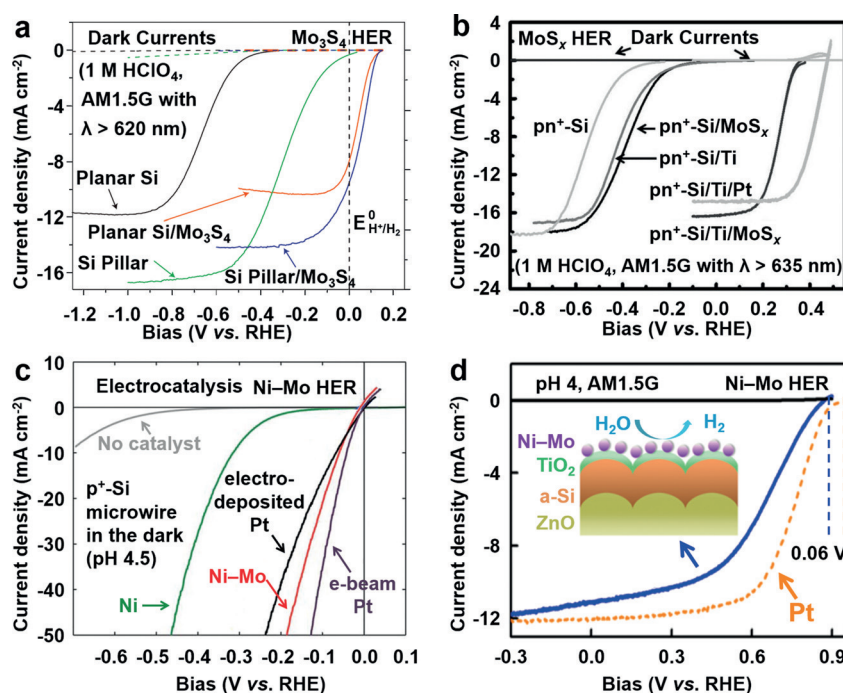 a
Dark Currents
Mo₃S₄ HER
(1 M HClO₄,
AM1.5G with
λ > 620 nm)
Planar Si
Planar Si/Mo₃S₄
Si Pillar
Si Pillar/Mo₃S₄
E⁰H⁺/H₂
Current density (mA cm⁻²)
0
-4
-8
-12
-16
-1.2 -1.0 -0.8 -0.6 -0.4 -0.2 0.0 0.2
Bias (V vs. RHE)
b
MoSₓ HER
Dark Currents
pn⁺-Si
pn⁺-Si/MoSₓ
pn⁺-Si/Ti
pn⁺-Si/Ti/Pt
pn⁺-Si/Ti/MoSₓ
(1 M HClO₄, AM1.5G with λ > 635 nm)
Current density (mA cm⁻²)
4
0
-4
-8
-12
-16
-20
-24
-0.8 -0.6 -0.4 -0.2 0.0 0.2 0.4
Bias (V vs. RHE)
c
Electrocatalysis
Ni–Mo HER
No catalyst
p⁺-Si
microwire
in the dark
(pH 4.5)
electro-
deposited
Pt
Ni–Mo
e-beam
Pt
Ni
Current density (mA cm⁻²)
10
0
-10
-20
-30
-40
-50
-0.6 -0.5 -0.4 -0.3 -0.2 -0.1 0.0 0.1
Bias (V vs. RHE)
d
pH 4, AM1.5G
Ni–Mo HER
H₂O
H₂
Ni–Mo
TiO₂
a-Si
ZnO
0.06 V
Pt
Current density (mA cm⁻²)
4
0
-4
-8
-12
-0.3 0.0 0.3 0.6 0.9
Bias (V vs. RHE)